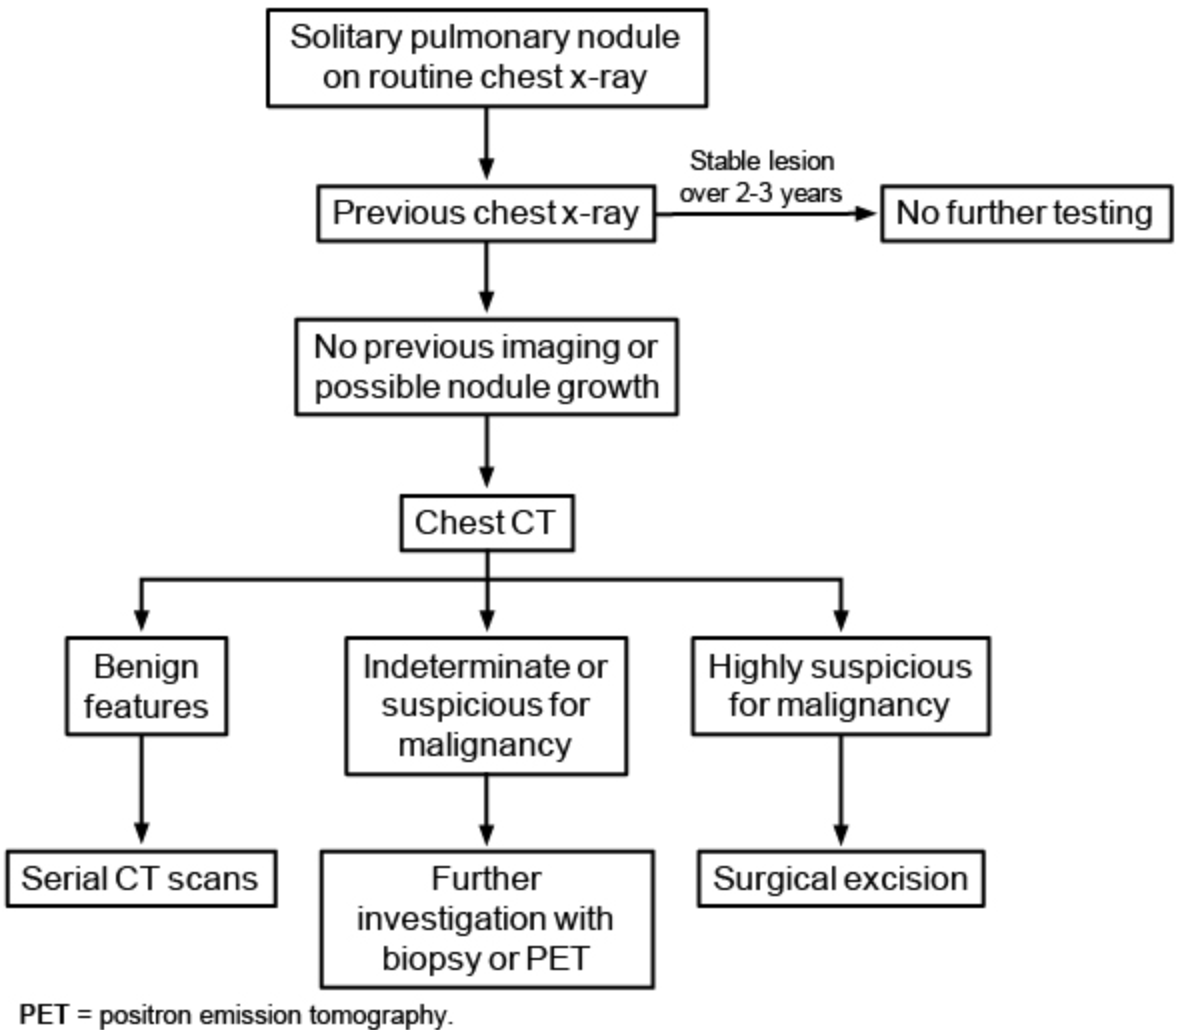 Solitary pulmonary nodule
on routine chest x-ray
Stable lesion
over 2-3 years
Previous chest x-ray
No further testing
No previous imaging or
possible nodule growth
Chest CT
Benign
features
Indeterminate or
suspicious for
malignancy
Highly suspicious
for malignancy
Serial CT scans
Further
investigation with
biopsy or PET
Surgical excision
PET = positron emission tomography.